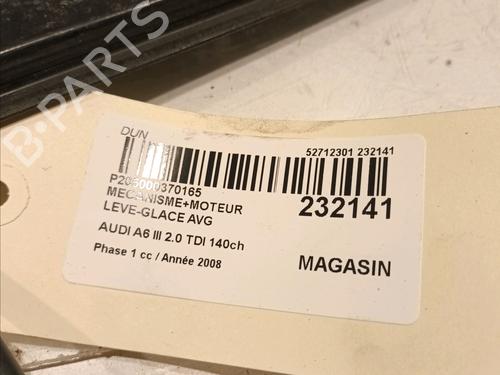 B-PARTS
DUN
52712301 232141
P206000370165
MECANISME+MOTEUR
LEVE-GLACE AVG
232141
AUDI A6 III 2.0 TDI 140ch
Phase 1 cc / Année 2008
MAGASIN